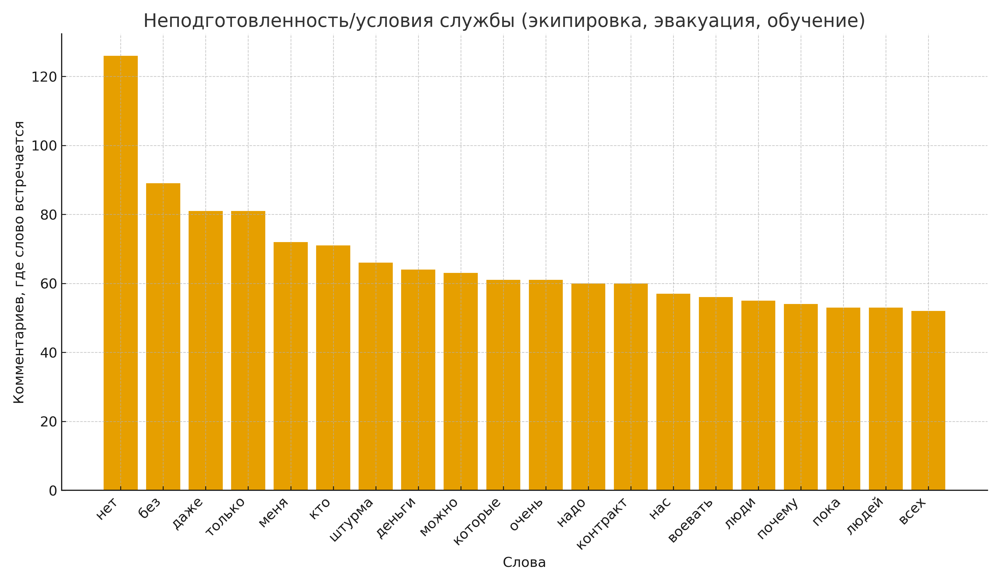 Неподготовленность/условия службы (экипировка, эвакуация, обучение)
Комментариев, где слово встречается
120
100
80
60
40
20
0
нет
без
даже
только
меня
кто
штурма
деньги
можно
которые
очень
надо
контракт
нас
воевать
люди
почему
пока
людей
всех
Слова